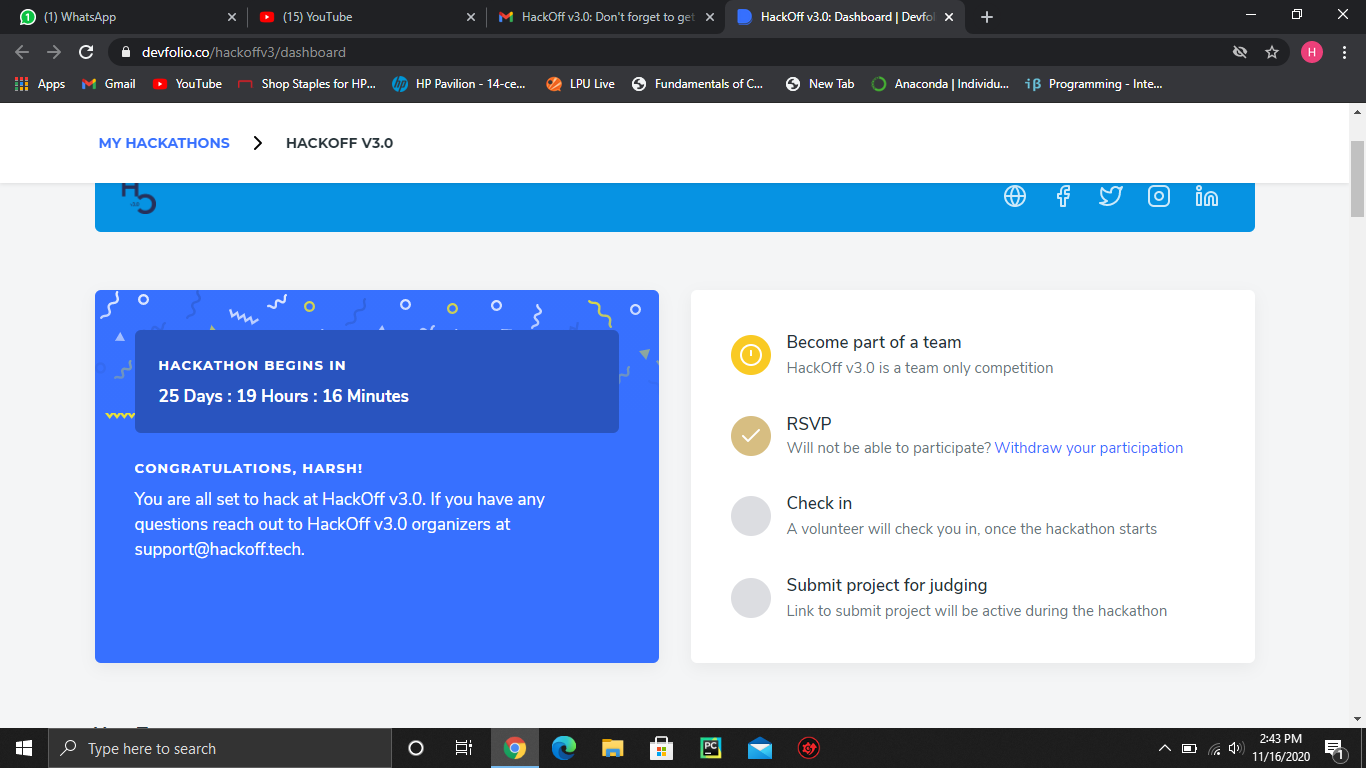 (1) WhatsApp
(15) YouTube
HackOff v3.0: Don't forget to get
HackOff v3.0: Dashboard | Devfol
devfolio.co/hackoffv3/dashboard
H
Apps
Gmail
YouTube
Shop Staples for HP...
HP Pavilion - 14-ce...
LPU Live
Fundamentals of C...
New Tab
Anaconda | Individu...
Programming - Inte...
MY HACKATHONS
HACKOFF V3.0
HACKATHON BEGINS IN
25 Days : 19 Hours : 16 Minutes
CONGRATULATIONS, HARSH!
You are all set to hack at HackOff v3.0. If you have any
questions reach out to HackOff v3.0 organizers at
support@hackoff.tech.
Become part of a team
HackOff v3.0 is a team only competition
RSVP
Will not be able to participate? Withdraw your participation
Check in
A volunteer will check you in, once the hackathon starts
Submit project for judging
Link to submit project will be active during the hackathon
Type here to search
2:43 PM
11/16/2020
1